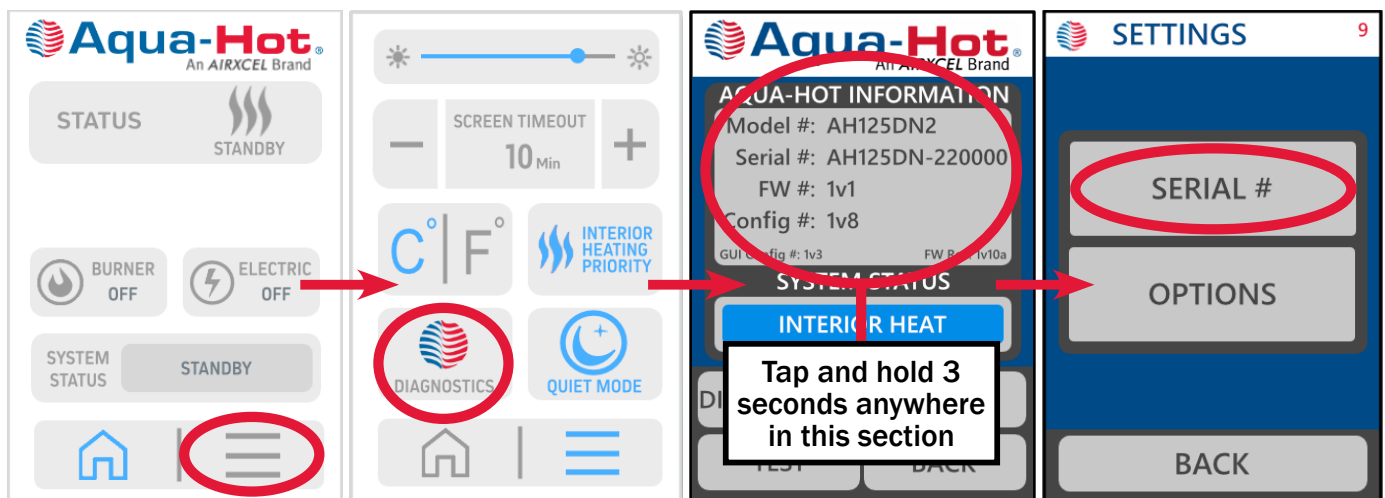 Aqua-Hot®
An AIRXCEL Brand
STATUS
STANDBY
BURNER
OFF
ELECTRIC
OFF
SYSTEM
STATUS
STANDBY
SCREEN TIMEOUT
10 Min
C° F°
INTERIOR
HEATING
PRIORITY
DIAGNOSTICS
QUIET MODE
Aqua-Hot®
An AIRXCEL Brand
AQUA-HOT INFORMATION
Model #: AH125DN2
Serial #: AH125DN-220000
FW #: 1v1
Config #: 1v8
GUI Config #: 1v3 FW 1v10a
SYSTEM STATUS
INTERIOR HEAT
Tap and hold 3
seconds anywhere
in this section
TEST BACK
SETTINGS 9
SERIAL #
OPTIONS
BACK